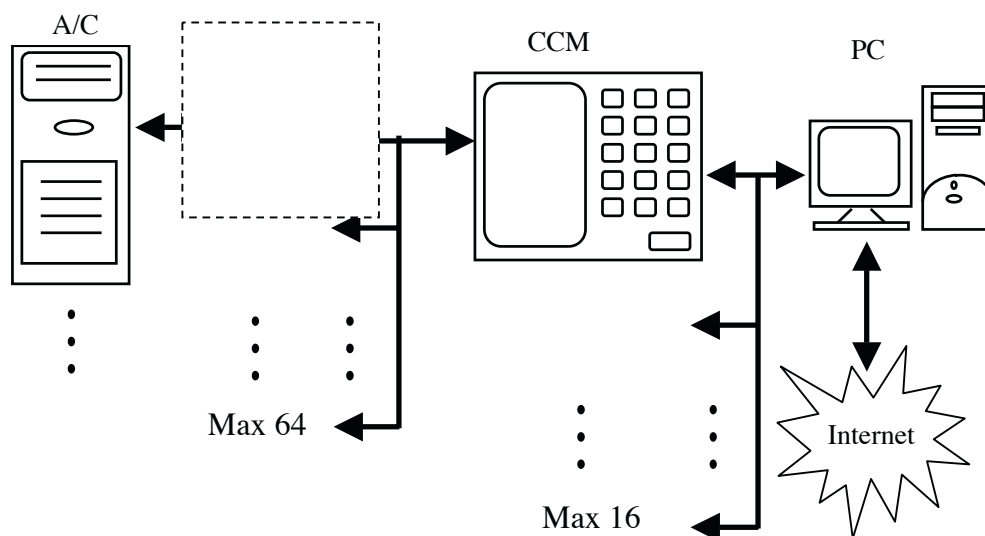 A/C
CCM
PC
Max 64
Internet
Max 16